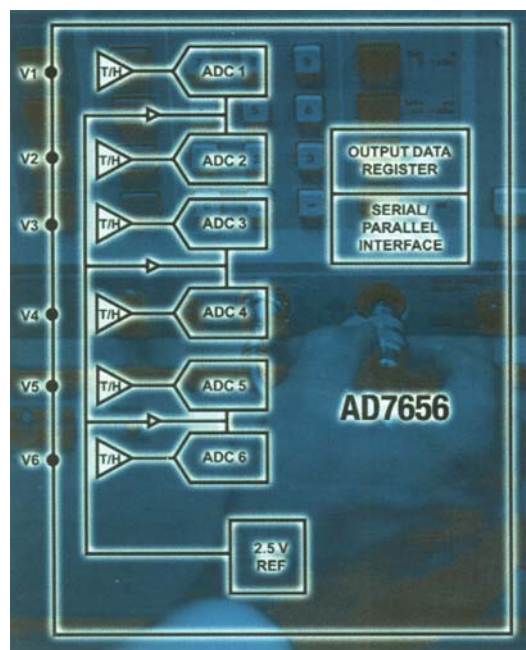 V1
T/H
ADC 1
V2
T/H
ADC 2
V3
T/H
ADC 3
V4
T/H
ADC 4
V5
T/H
ADC 5
V6
T/H
ADC 6
2.5 V
REF
OUTPUT DATA
REGISTER
SERIAL/
PARALLEL
INTERFACE
AD7656